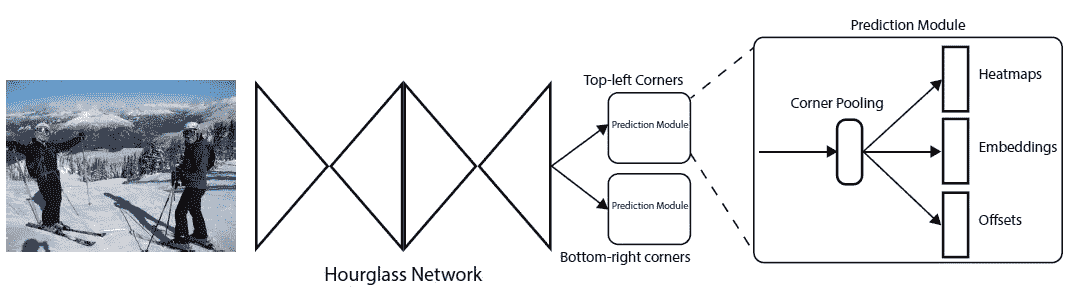 Prediction Module
Top-left Corners
Heatmaps
Corner Pooling
Prediction Module
Embeddings
Prediction Module
Offsets
Bottom-right corners
Hourglass Network